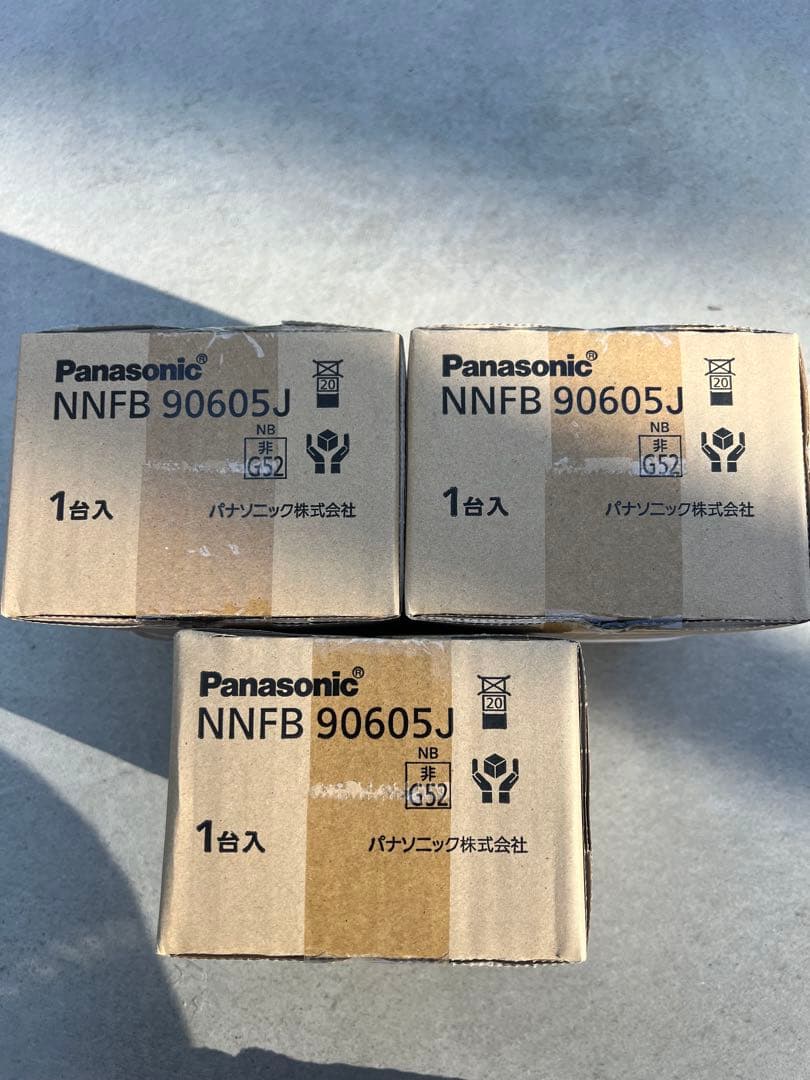 Panasonic®
NNFB 90605J
20
NB
非
G52
1台入
パナソニック株式会社
Panasonic®
NNFB 90605J
20
NB
非
G52
1台入
パナソニック株式会社
Panasonic®
NNFB 90605J
20
NB
非
G52
1台入
パナソニック株式会社